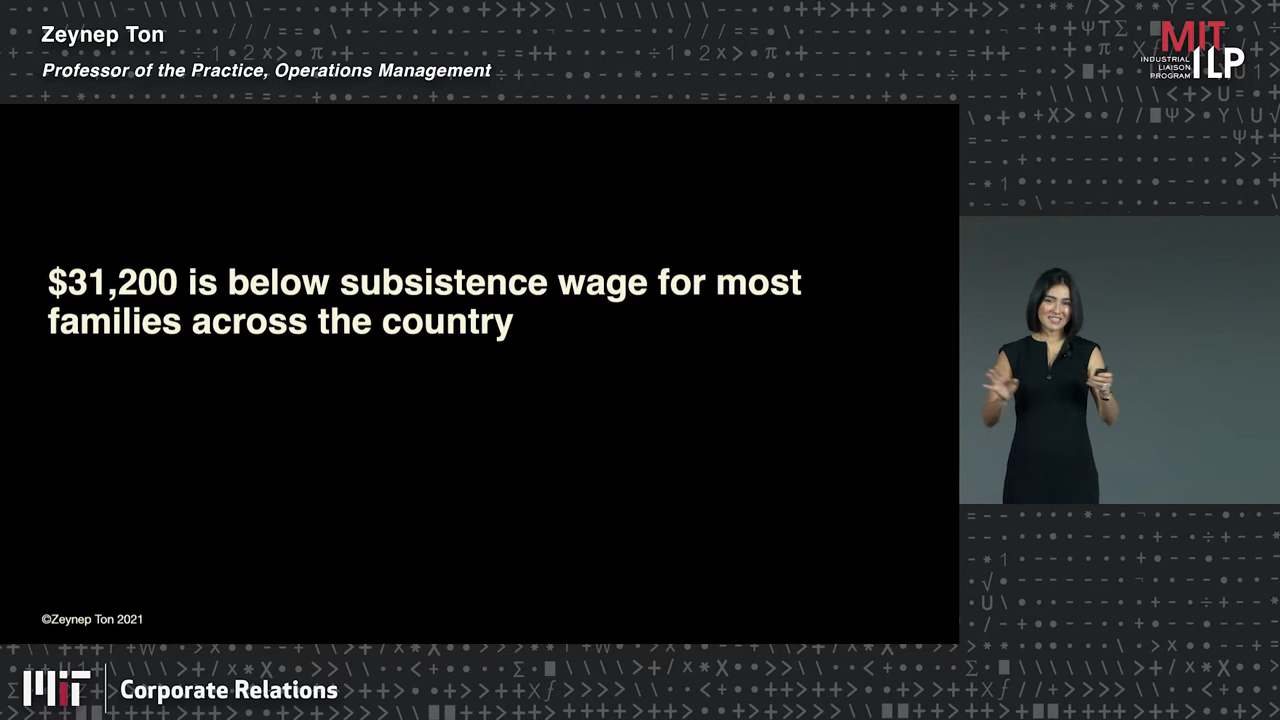 Zeynep Ton
Professor of the Practice, Operations Management
MIT
INDUSTRIAL
LIAISON
PROGRAM
ILP
$31,200 is below subsistence wage for most
families across the country
©Zeynep Ton 2021
MIT
Corporate Relations